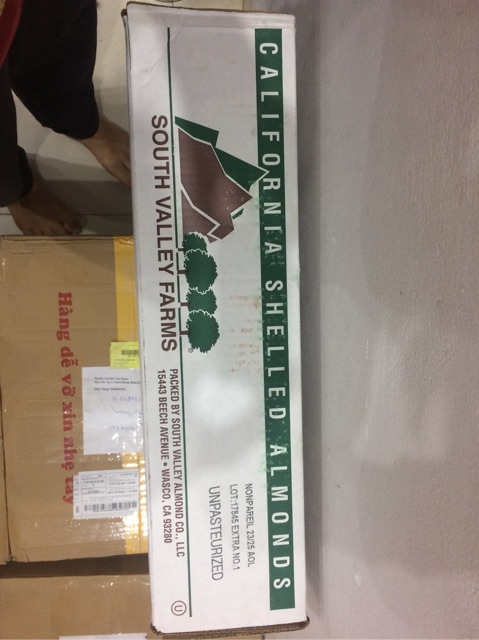 CALIFORNIA SHELLED ALMONDS
SOUTH VALLEY FARMS
®
PACKED BY SOUTH VALLEY ALMOND CO., LLC
15443 BEECH AVENUE • WASCO, CA 93280
NONPAREIL 23/25 AOL
LOT:17845 EXTRA NO.1
UNPASTEURIZED
U
Hàng dễ vỡ xin nhẹ tay